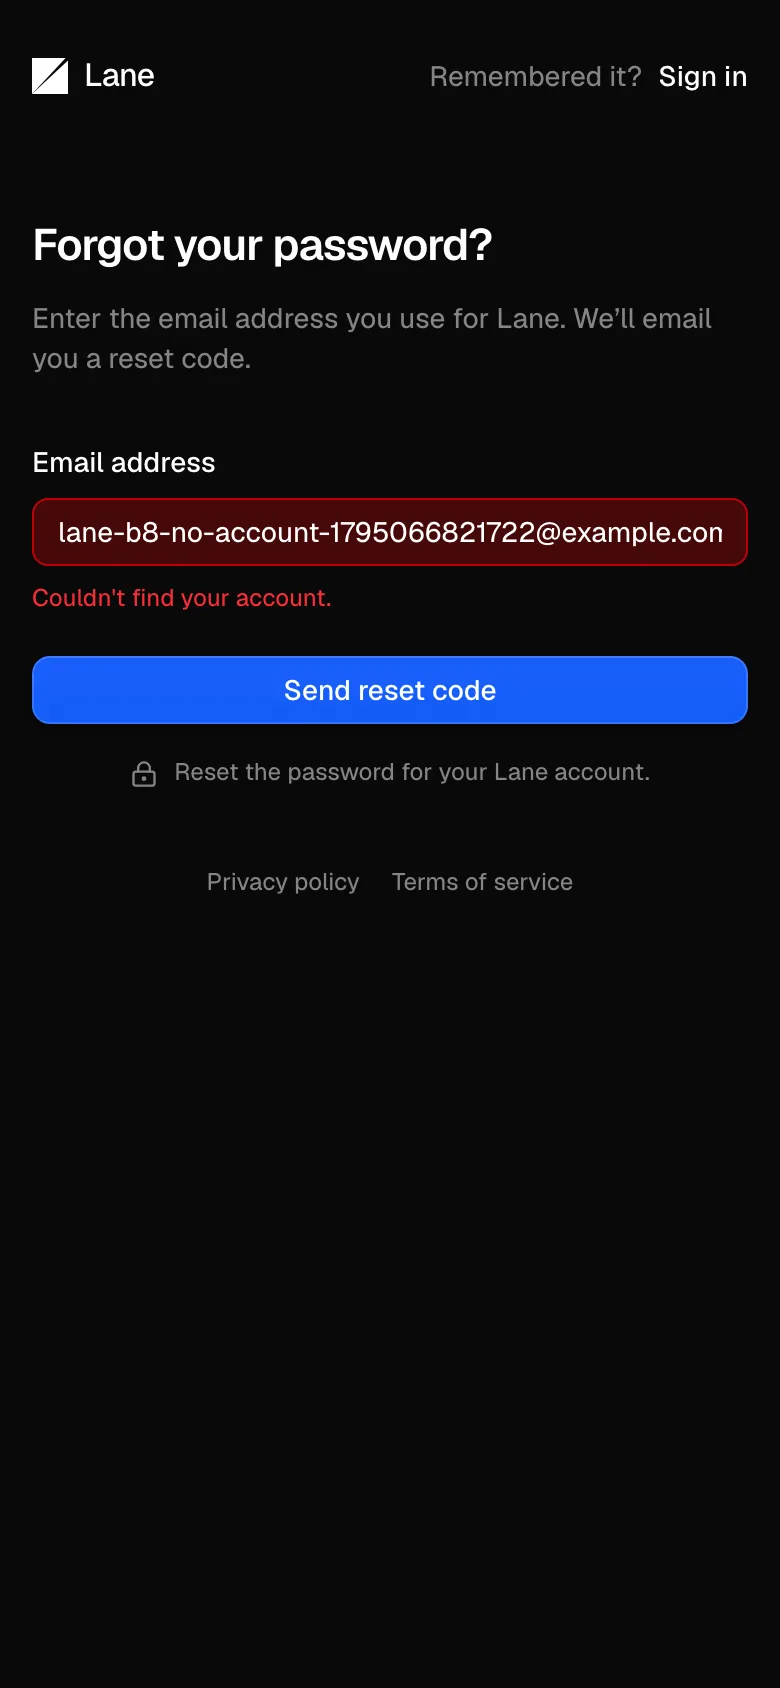 Lane
Remembered it? Sign in
Forgot your password?
Enter the email address you use for Lane. We’ll email
you a reset code.
Email address
lane-b8-no-account-1795066821722@example.con
Couldn't find your account.
Send reset code
Reset the password for your Lane account.
Privacy policy Terms of service